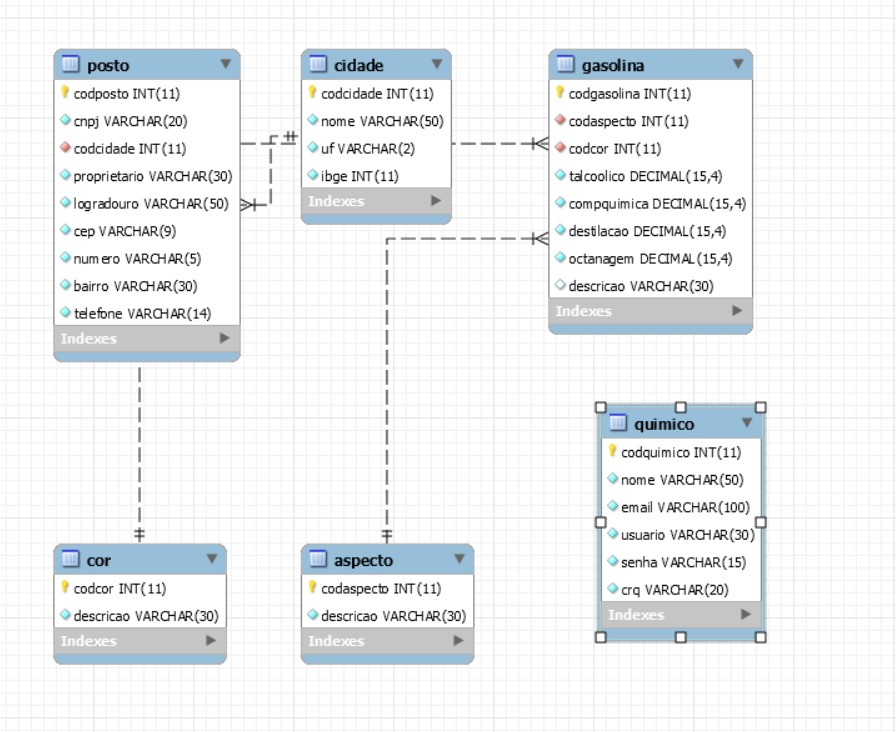 posto
codposto INT(11)
cnpj VARCHAR(20)
codcidade INT(11)
proprietario VARCHAR(30)
logradouro VARCHAR(50)
cep VARCHAR(9)
numero VARCHAR(5)
bairro VARCHAR(30)
telefone VARCHAR(14)
Indexes
cidade
codcidade INT(11)
nome VARCHAR(50)
uf VARCHAR(2)
ibge INT(11)
Indexes
gasolina
codgasolina INT(11)
codaspecto INT(11)
codcor INT(11)
talcoolico DECIMAL(15,4)
compquimica DECIMAL(15,4)
destilacao DECIMAL(15,4)
octanagem DECIMAL(15,4)
descricao VARCHAR(30)
Indexes
quimico
codquimico INT(11)
nome VARCHAR(50)
email VARCHAR(100)
usuario VARCHAR(30)
senha VARCHAR(15)
crq VARCHAR(20)
Indexes
cor
codcor INT(11)
descricao VARCHAR(30)
Indexes
aspecto
codaspecto INT(11)
descricao VARCHAR(30)
Indexes